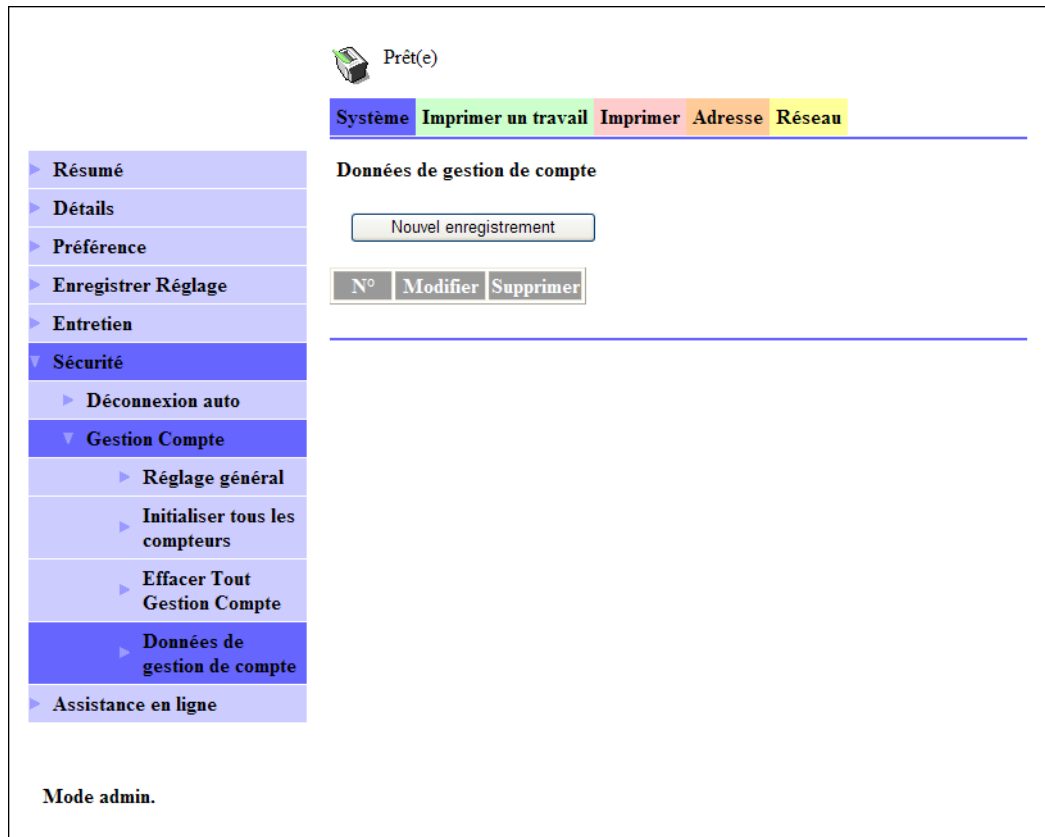 Prêt(e)
Système Imprimer un travail Imprimer Adresse Réseau
Résumé
Détails
Préférence
Enregistrer Réglage
Entretien
Sécurité
Déconnexion auto
Gestion Compte
Réglage général
Initialiser tous les
compteurs
Effacer Tout
Gestion Compte
Données de
gestion de compte
Assistance en ligne
Mode admin.
Données de gestion de compte
Nouvel enregistrement
N° Modifier Supprimer